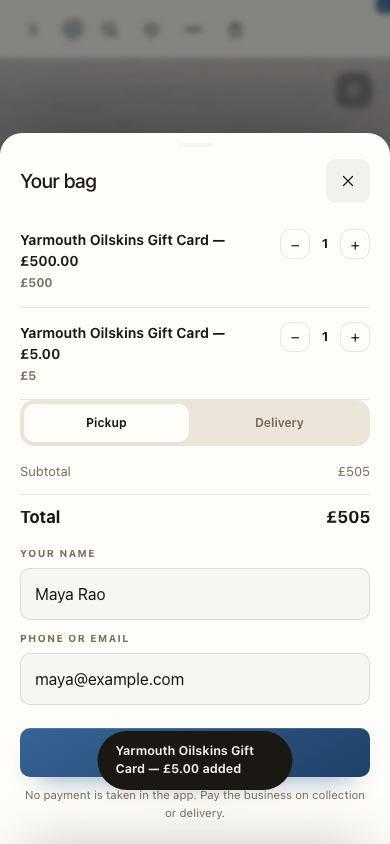 Your bag
Yarmouth Oilskins Gift Card —
£500.00
£500
− 1 +
Yarmouth Oilskins Gift Card —
£5.00
£5
− 1 +
Pickup
Delivery
Subtotal £505
Total £505
YOUR NAME
Maya Rao
PHONE OR EMAIL
maya@example.com
Yarmouth Oilskins Gift
Card — £5.00 added
No payment is taken in the app. Pay the business on collection
or delivery.